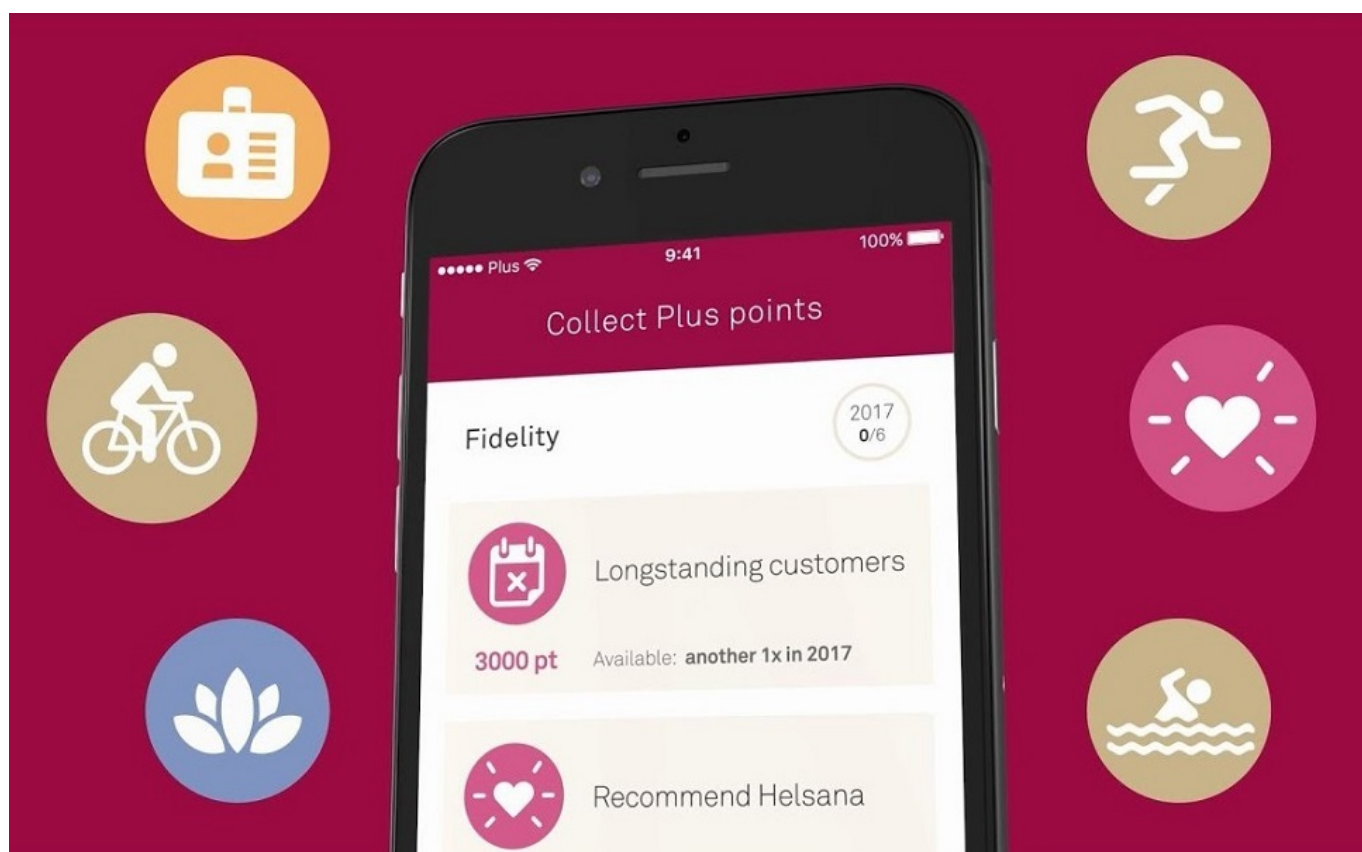 Plus
9:41
100%
Collect Plus points
Fidelity
2017
0/6
Longstanding customers
3000 pt
Available: another 1x in 2017
Recommend Helsana